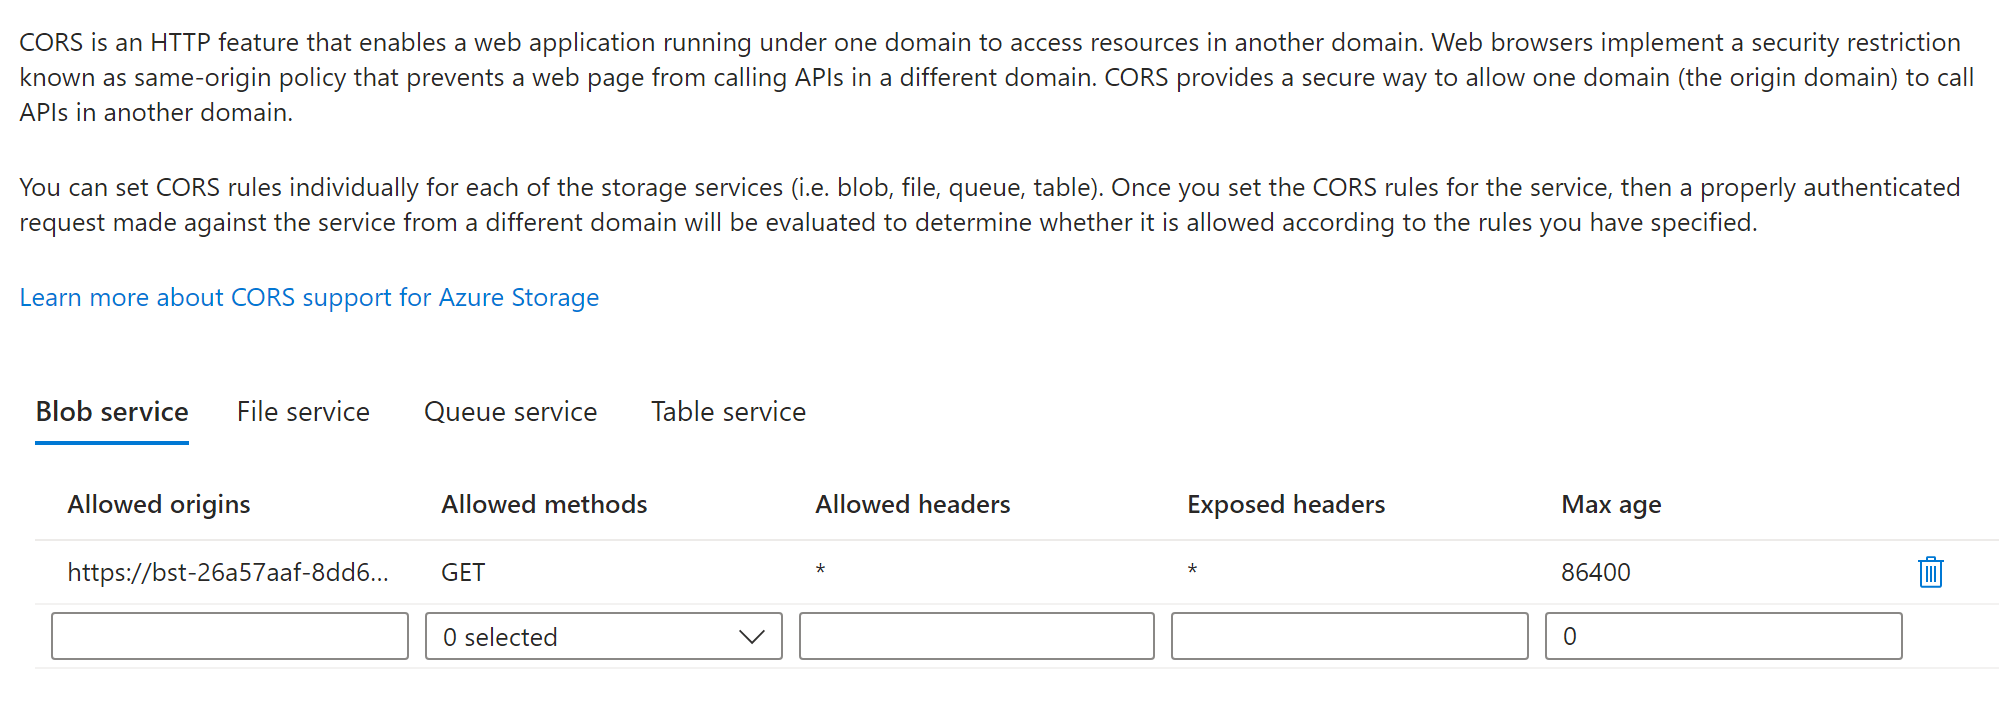 CORS is an HTTP feature that enables a web application running under one domain to access resources in another domain. Web browsers implement a security restriction
known as same-origin policy that prevents a web page from calling APIs in a different domain. CORS provides a secure way to allow one domain (the origin domain) to call
APIs in another domain.
You can set CORS rules individually for each of the storage services (i.e. blob, file, queue, table). Once you set the CORS rules for the service, then a properly authenticated
request made against the service from a different domain will be evaluated to determine whether it is allowed according to the rules you have specified.
Learn more about CORS support for Azure Storage
Blob service File service Queue service Table service
Allowed origins Allowed methods Allowed headers Exposed headers Max age
https://bst-26a57aaf-8dd6... GET * * 86400
0 selected 0